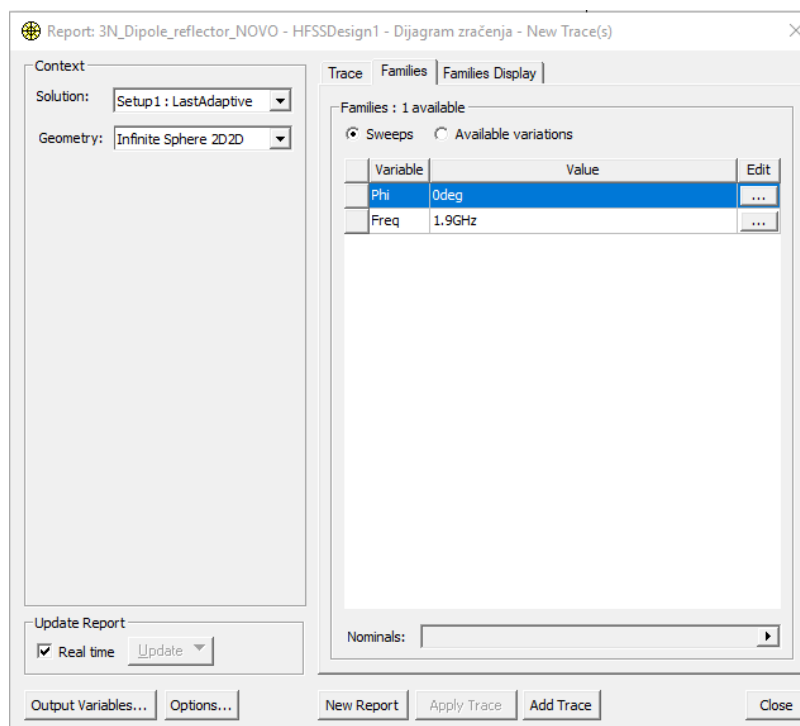 Report: 3N_Dipole_reflector_NOVO - HFSSDesign1 - Dijagram zračenja - New Trace(s)
Context
Solution: Setup1 : LastAdaptive
Geometry: Infinite Sphere 2D2D
Trace Families Families Display
Families : 1 available
Sweeps Available variations
Variable Value Edit
Phi 0deg ...
Freq 1.9GHz ...
Nominals:
Update Report
Real time Update
Output Variables... Options... New Report Apply Trace Add Trace Close